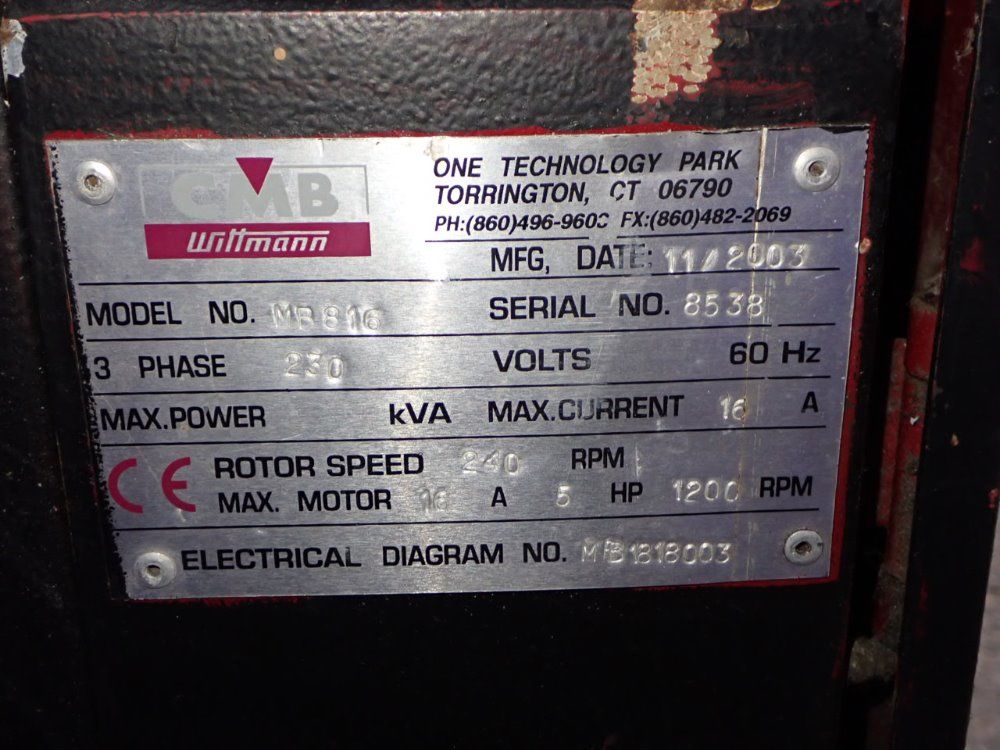 CMB
Wittmann
ONE TECHNOLOGY PARK
TORRINGTON, CT 06790
PH:(860)496-9600 FX:(860)482-2069
MFG, DATE: 11/2003
MODEL NO. MB816 SERIAL NO. 8538
3 PHASE 230 VOLTS 60 Hz
MAX.POWER kVA MAX.CURRENT 16 A
CE ROTOR SPEED 240 RPM
MAX. MOTOR 16 A 5 HP 1200 RPM
ELECTRICAL DIAGRAM NO. MB1818003